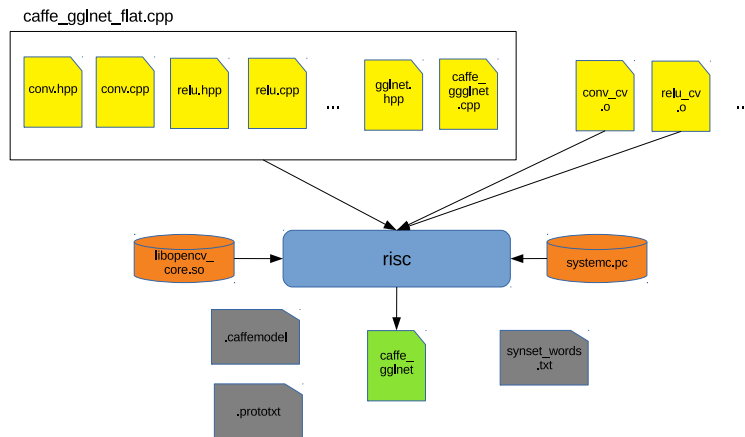 caffe_gglnet_flat.cpp
conv.hpp
conv.cpp
relu.hpp
relu.cpp
...
gglnet.
hpp
caffe_
ggglnet
.cpp
conv_cv
.o
relu_cv
.o
...
libopencv_
core.so
risc
systemc.pc
.caffemodel
caffe_
gglnet
synset_words
.txt
.prototxt